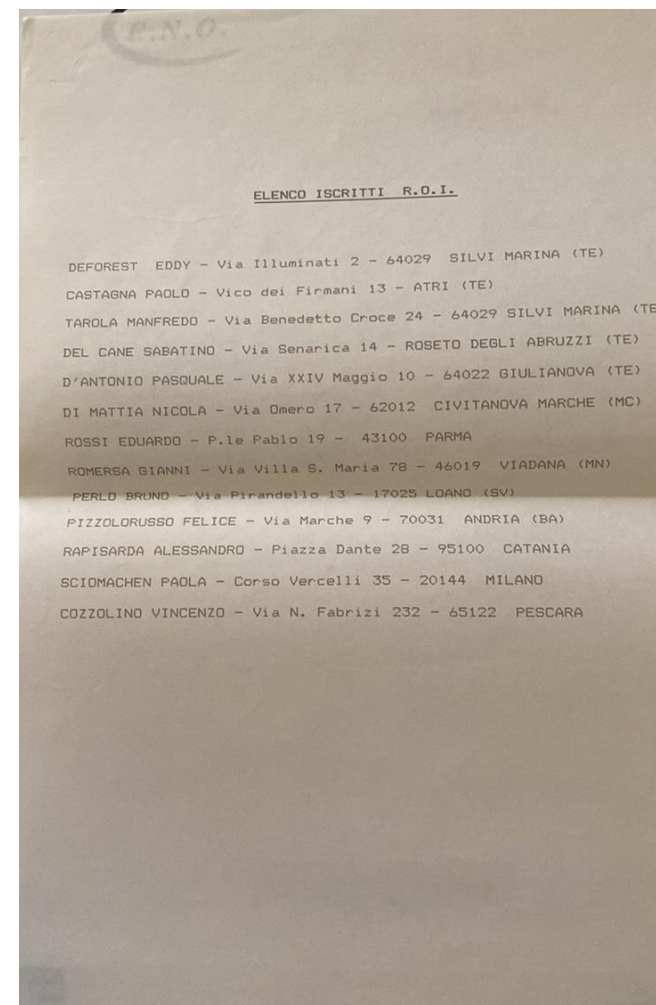 P.N.O.
ELENCO ISCRITTI R.O.I.
DEFOREST EDDY - Via Illuminati 2 - 64029 SILVI MARINA (TE)
CASTAGNA PAOLO - Vico dei Firmani 13 - ATRI (TE)
TAROLA MANFREDO - Via Benedetto Croce 24 - 64029 SILVI MARINA (TE
DEL CANE SABATINO - Via Senarica 14 - ROSETO DEGLI ABRUZZI (TE)
D'ANTONIO PASQUALE - Via XXIV Maggio 10 - 64022 GIULIANOVA (TE)
DI MATTIA NICOLA - Via Omero 17 - 62012 CIVITANOVA MARCHE (MC)
ROSSI EDUARDO - P.le Pablo 19 - 43100 PARMA
ROMERSA GIANNI - Via Villa S. Maria 78 - 46019 VIADANA (MN)
PERLO BRUNO - Via Pirandello 13 - 17025 LOANO (SV)
PIZZOLORUSSO FELICE - Via Marche 9 - 70031 ANDRIA (BA)
RAPISARDA ALESSANDRO - Piazza Dante 28 - 95100 CATANIA
SCIOMACHEN PAOLA - Corso Vercelli 35 - 20144 MILANO
COZZOLINO VINCENZO - Via N. Fabrizi 232 - 65122 PESCARA